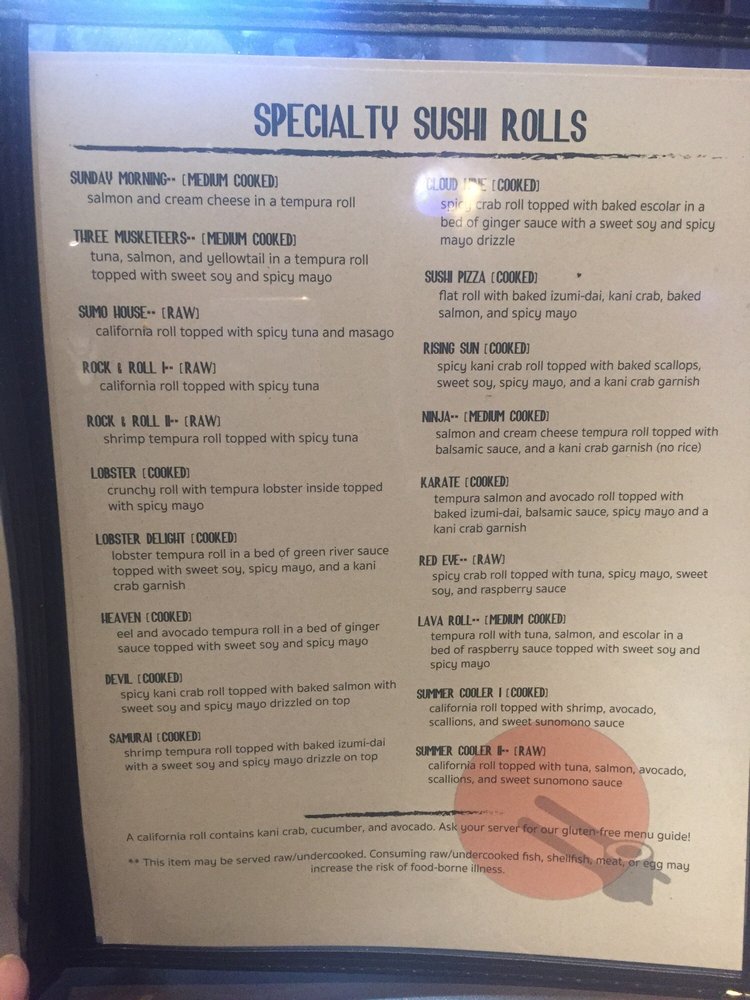 SPECIALTY SUSHI ROLLS
SUNDAY MORNING** [MEDIUM COOKED]
salmon and cream cheese in a tempura roll
THREE MUSKETEERS** [MEDIUM COOKED]
tuna, salmon, and yellowtail in a tempura roll
topped with sweet soy and spicy mayo
SUMO HOUSE** [RAW]
california roll topped with spicy tuna and masago
ROCK & ROLL I** [RAW]
california roll topped with spicy tuna
ROCK & ROLL II** [RAW]
shrimp tempura roll topped with spicy tuna
LOBSTER [COOKED]
crunchy roll with tempura lobster inside topped
with spicy mayo
LOBSTER DELIGHT [COOKED]
lobster tempura roll in a bed of green river sauce
topped with sweet soy, spicy mayo, and a kani
crab garnish
HEAVEN [COOKED]
eel and avocado tempura roll in a bed of ginger
sauce topped with sweet soy and spicy mayo
DEVIL [COOKED]
spicy kani crab roll topped with baked salmon with
sweet soy and spicy mayo drizzled on top
SAMURAI [COOKED]
shrimp tempura roll topped with baked izumi-dai
with a sweet soy and spicy mayo drizzle on top
CLOUD NINE [COOKED]
spicy crab roll topped with baked escolar in a
bed of ginger sauce with a sweet soy and spicy
mayo drizzle
SUSHI PIZZA [COOKED]
flat roll with baked izumi-dai, kani crab, baked
salmon, and spicy mayo
RISING SUN [COOKED]
spicy kani crab roll topped with baked scallops,
sweet soy, spicy mayo, and a kani crab garnish
NINJA** [MEDIUM COOKED]
salmon and cream cheese tempura roll topped with
balsamic sauce, and a kani crab garnish (no rice)
KARATE [COOKED]
tempura salmon and avocado roll topped with
baked izumi-dai, balsamic sauce, spicy mayo and a
kani crab garnish
RED EYE** [RAW]
spicy crab roll topped with tuna, spicy mayo, sweet
soy, and raspberry sauce
LAVA ROLL** [MEDIUM COOKED]
tempura roll with tuna, salmon, and escolar in a
bed of raspberry sauce topped with sweet soy and
spicy mayo
SUMMER COOLER I [COOKED]
california roll topped with shrimp, avocado,
scallions, and sweet sunomono sauce
SUMMER COOLER II** [RAW]
california roll topped with tuna, salmon, avocado,
scallions, and sweet sunomono sauce
A california roll contains kani crab, cucumber, and avocado. Ask your server for our gluten-free menu guide!
** This item may be served raw/undercooked. Consuming raw/undercooked fish, shellfish, meat, or egg may
increase the risk of food-borne illness.